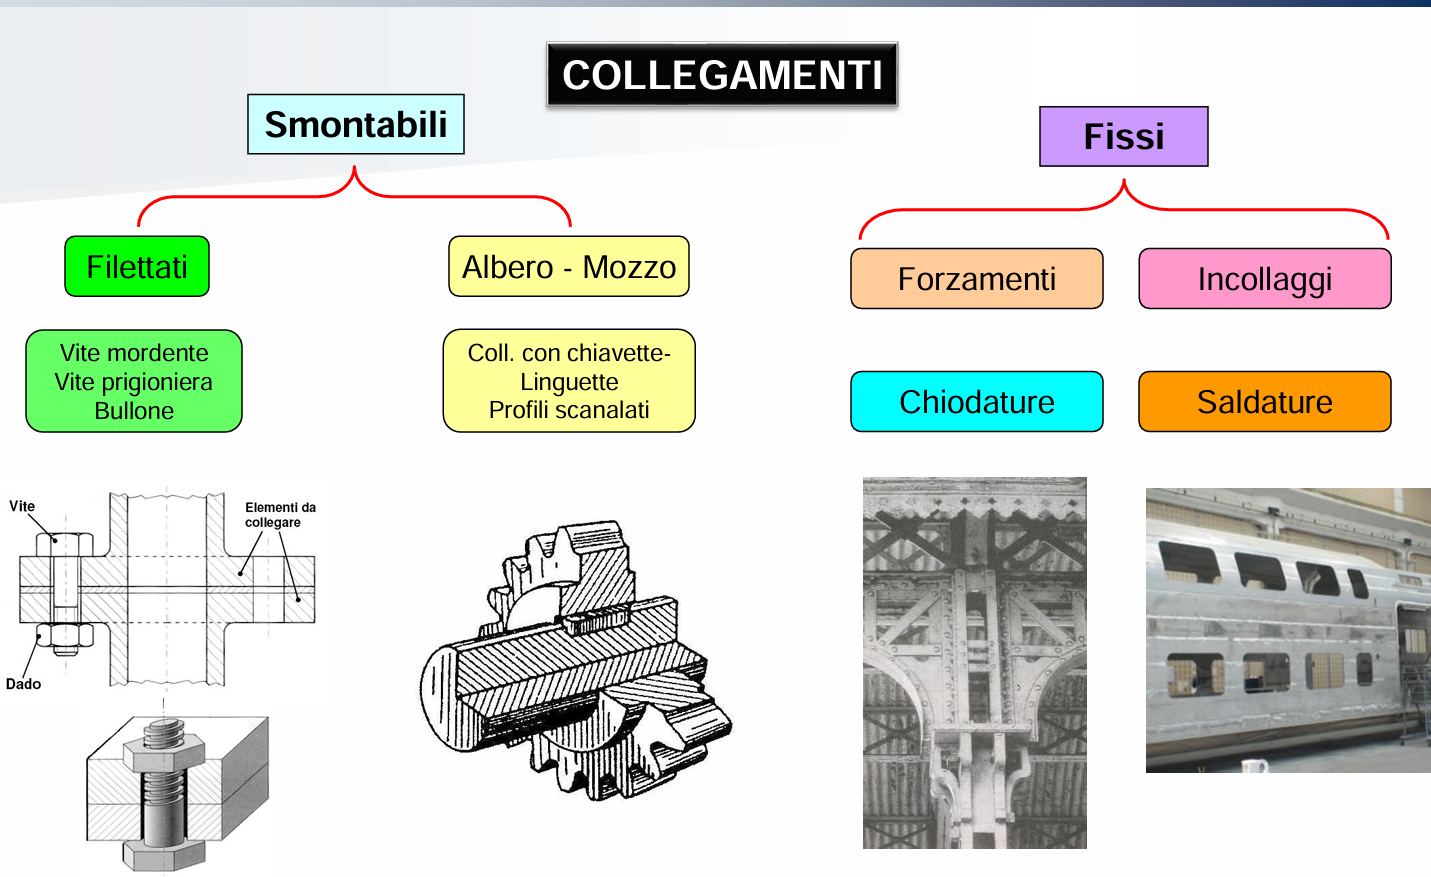 COLLEGAMENTI
Smontabili
Fissi
Filettati
Albero - Mozzo
Forzamenti
Incollaggi
Vite mordente
Vite prigioniera
Bullone
Coll. con chiavette-
Linguette
Profili scanalati
Chiodature
Saldature
Vite
Elementi da
collegare
Dado